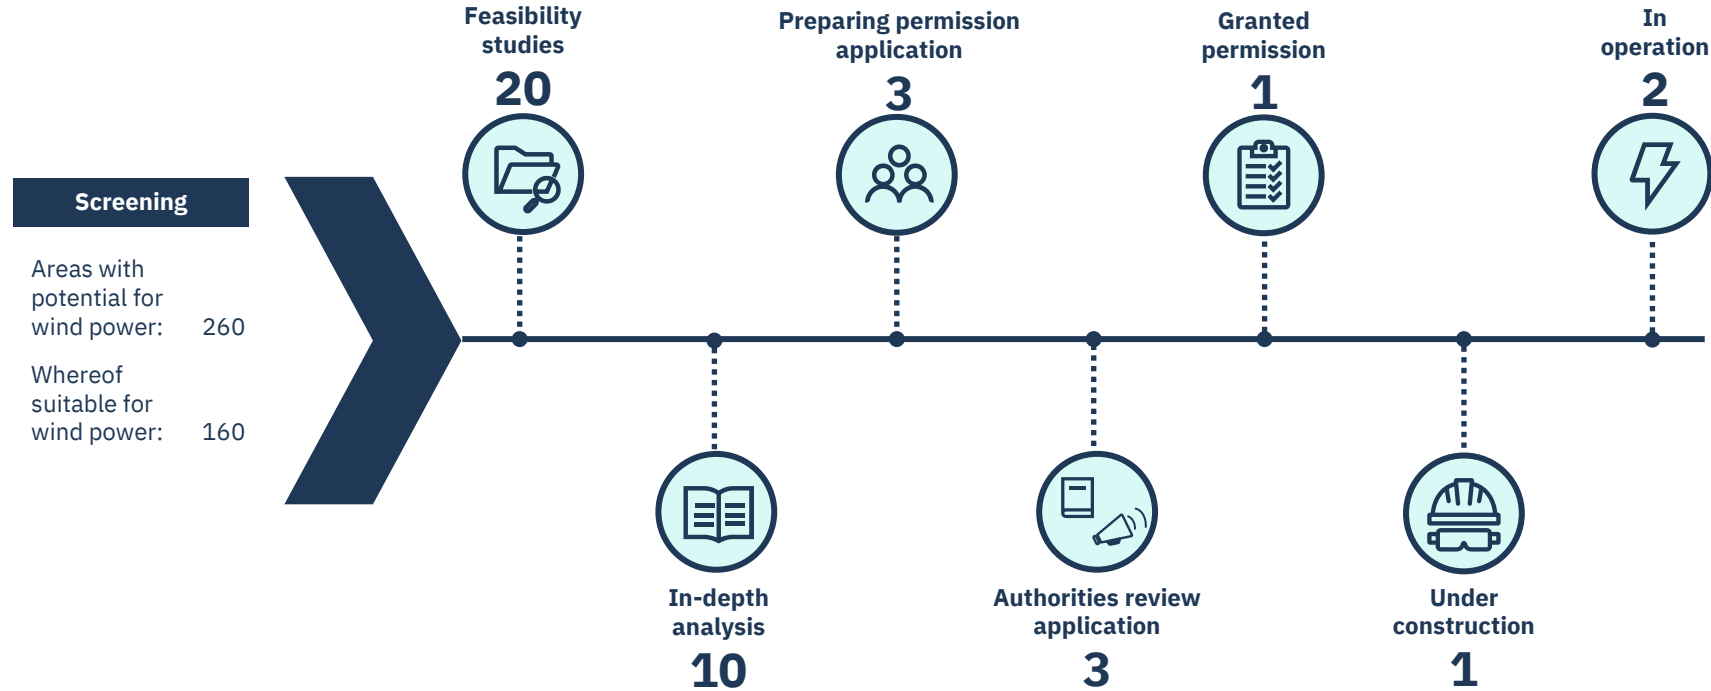 Screening
Areas with
potential for
wind power: 260
Whereof
suitable for
wind power: 160
Feasibility
studies
20
In-depth
analysis
10
Preparing permission
application
3
Authorities review
application
3
Granted
permission
1
Under
construction
1
In
operation
2